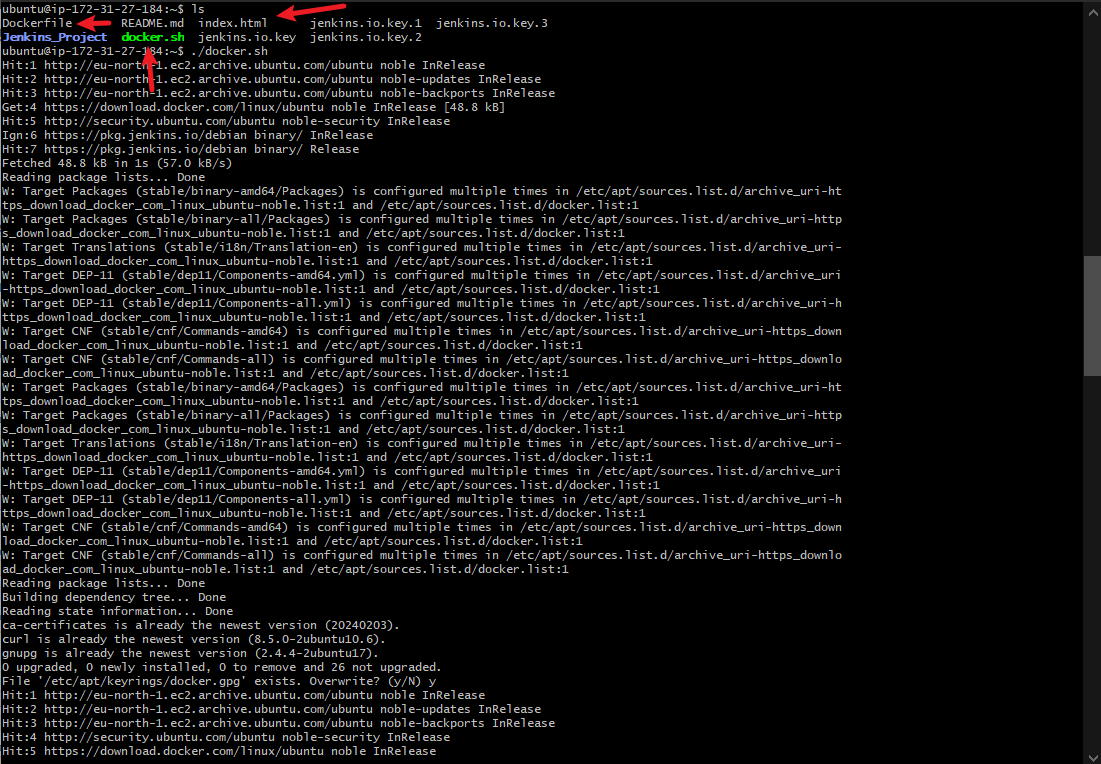 ubuntu@ip-172-31-27-184:~$ ls
Dockerfile README.md index.html jenkins.io.key.1 jenkins.io.key.3
Jenkins_Project docker.sh jenkins.io.key jenkins.io.key.2
ubuntu@ip-172-31-27-184:~$ ./docker.sh
Hit:1 http://eu-north-1.ec2.archive.ubuntu.com/ubuntu noble InRelease
Hit:2 http://eu-north-1.ec2.archive.ubuntu.com/ubuntu noble-updates InRelease
Hit:3 http://eu-north-1.ec2.archive.ubuntu.com/ubuntu noble-backports InRelease
Get:4 https://download.docker.com/linux/ubuntu noble InRelease [48.8 kB]
Hit:5 http://security.ubuntu.com/ubuntu noble-security InRelease
Ign:6 https://pkg.jenkins.io/debian binary/ InRelease
Hit:7 https://pkg.jenkins.io/debian binary/ Release
Fetched 48.8 kB in 1s (57.0 kB/s)
Reading package lists... Done
W: Target Packages (stable/binary-amd64/Packages) is configured multiple times in /etc/apt/sources.list.d/archive_uri-ht
tps_download_docker_com_linux_ubuntu-noble.list:1 and /etc/apt/sources.list.d/docker.list:1
W: Target Packages (stable/binary-all/Packages) is configured multiple times in /etc/apt/sources.list.d/archive_uri-http
s_download_docker_com_linux_ubuntu-noble.list:1 and /etc/apt/sources.list.d/docker.list:1
W: Target Translations (stable/i18n/Translation-en) is configured multiple times in /etc/apt/sources.list.d/archive_uri-
https_download_docker_com_linux_ubuntu-noble.list:1 and /etc/apt/sources.list.d/docker.list:1
W: Target DEP-11 (stable/dep11/Components-amd64.yml) is configured multiple times in /etc/apt/sources.list.d/archive_uri
-https_download_docker_com_linux_ubuntu-noble.list:1 and /etc/apt/sources.list.d/docker.list:1
W: Target DEP-11 (stable/dep11/Components-all.yml) is configured multiple times in /etc/apt/sources.list.d/archive_uri-h
ttps_download_docker_com_linux_ubuntu-noble.list:1 and /etc/apt/sources.list.d/docker.list:1
W: Target CNF (stable/cnf/Commands-amd64) is configured multiple times in /etc/apt/sources.list.d/archive_uri-https_down
load_docker_com_linux_ubuntu-noble.list:1 and /etc/apt/sources.list.d/docker.list:1
W: Target CNF (stable/cnf/Commands-all) is configured multiple times in /etc/apt/sources.list.d/archive_uri-https_downlo
ad_docker_com_linux_ubuntu-noble.list:1 and /etc/apt/sources.list.d/docker.list:1
W: Target Packages (stable/binary-amd64/Packages) is configured multiple times in /etc/apt/sources.list.d/archive_uri-ht
tps_download_docker_com_linux_ubuntu-noble.list:1 and /etc/apt/sources.list.d/docker.list:1
W: Target Packages (stable/binary-all/Packages) is configured multiple times in /etc/apt/sources.list.d/archive_uri-http
s_download_docker_com_linux_ubuntu-noble.list:1 and /etc/apt/sources.list.d/docker.list:1
W: Target Translations (stable/i18n/Translation-en) is configured multiple times in /etc/apt/sources.list.d/archive_uri-
https_download_docker_com_linux_ubuntu-noble.list:1 and /etc/apt/sources.list.d/docker.list:1
W: Target DEP-11 (stable/dep11/Components-amd64.yml) is configured multiple times in /etc/apt/sources.list.d/archive_uri
-https_download_docker_com_linux_ubuntu-noble.list:1 and /etc/apt/sources.list.d/docker.list:1
W: Target DEP-11 (stable/dep11/Components-all.yml) is configured multiple times in /etc/apt/sources.list.d/archive_uri-h
ttps_download_docker_com_linux_ubuntu-noble.list:1 and /etc/apt/sources.list.d/docker.list:1
W: Target CNF (stable/cnf/Commands-amd64) is configured multiple times in /etc/apt/sources.list.d/archive_uri-https_down
load_docker_com_linux_ubuntu-noble.list:1 and /etc/apt/sources.list.d/docker.list:1
W: Target CNF (stable/cnf/Commands-all) is configured multiple times in /etc/apt/sources.list.d/archive_uri-https_downlo
ad_docker_com_linux_ubuntu-noble.list:1 and /etc/apt/sources.list.d/docker.list:1
Reading package lists... Done
Building dependency tree... Done
Reading state information... Done
ca-certificates is already the newest version (20240203).
curl is already the newest version (8.5.0-2ubuntu10.6).
gnupg is already the newest version (2.4.4-2ubuntu17).
0 upgraded, 0 newly installed, 0 to remove and 26 not upgraded.
File '/etc/apt/keyrings/docker.gpg' exists. Overwrite? (y/N) y
Hit:1 http://eu-north-1.ec2.archive.ubuntu.com/ubuntu noble InRelease
Hit:2 http://eu-north-1.ec2.archive.ubuntu.com/ubuntu noble-updates InRelease
Hit:3 http://eu-north-1.ec2.archive.ubuntu.com/ubuntu noble-backports InRelease
Hit:4 http://security.ubuntu.com/ubuntu noble-security InRelease
Hit:5 https://download.docker.com/linux/ubuntu noble InRelease